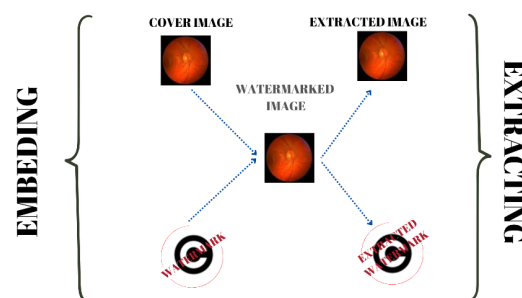 COVER IMAGE
EXTRACTED IMAGE
WATERMARKED
IMAGE
EMBEDING
EXTRACTING
WATERMARK
EXTRACTED
WATERMARK